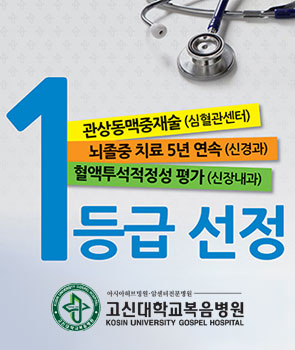 1
관상동맥중재술 (심혈관센터)
뇌졸중 치료 5년 연속 (신경과)
혈액투석적정성 평가 (신장내과)
등급 선정
아시아허브병원·암센터전문병원
고신대학교복음병원
KOSIN UNIVERSITY GOSPEL HOSPITAL